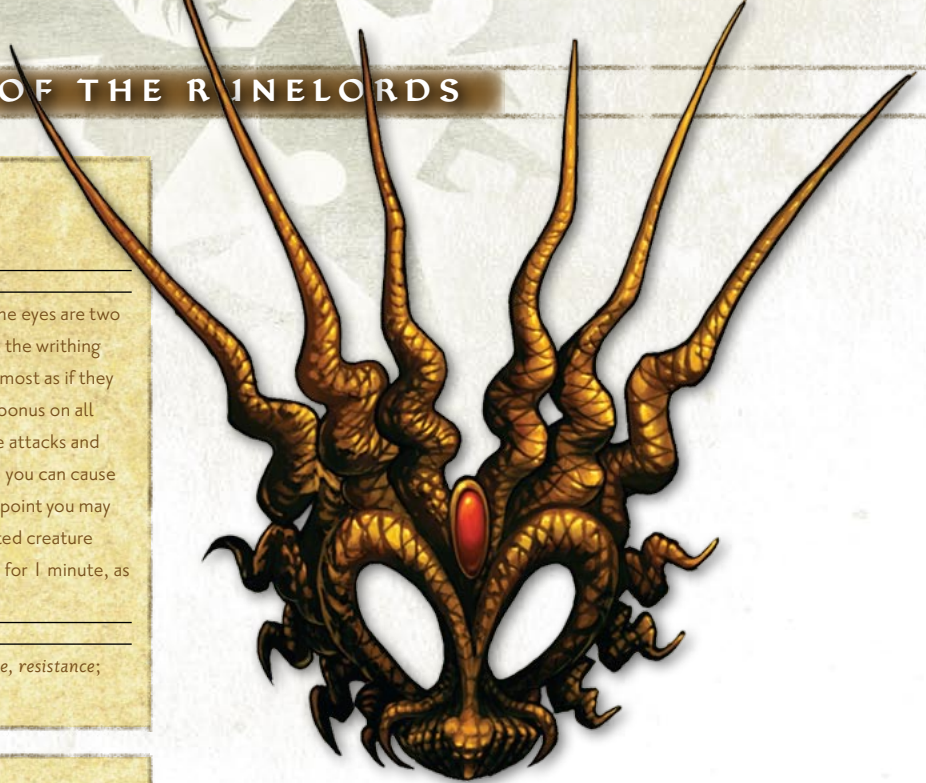 OF THE RUNELORDS
he eyes are two
the writhing
most as if they
bonus on all
e attacks and
you can cause
point you may
ted creature
for 1 minute, as
e, resistance;